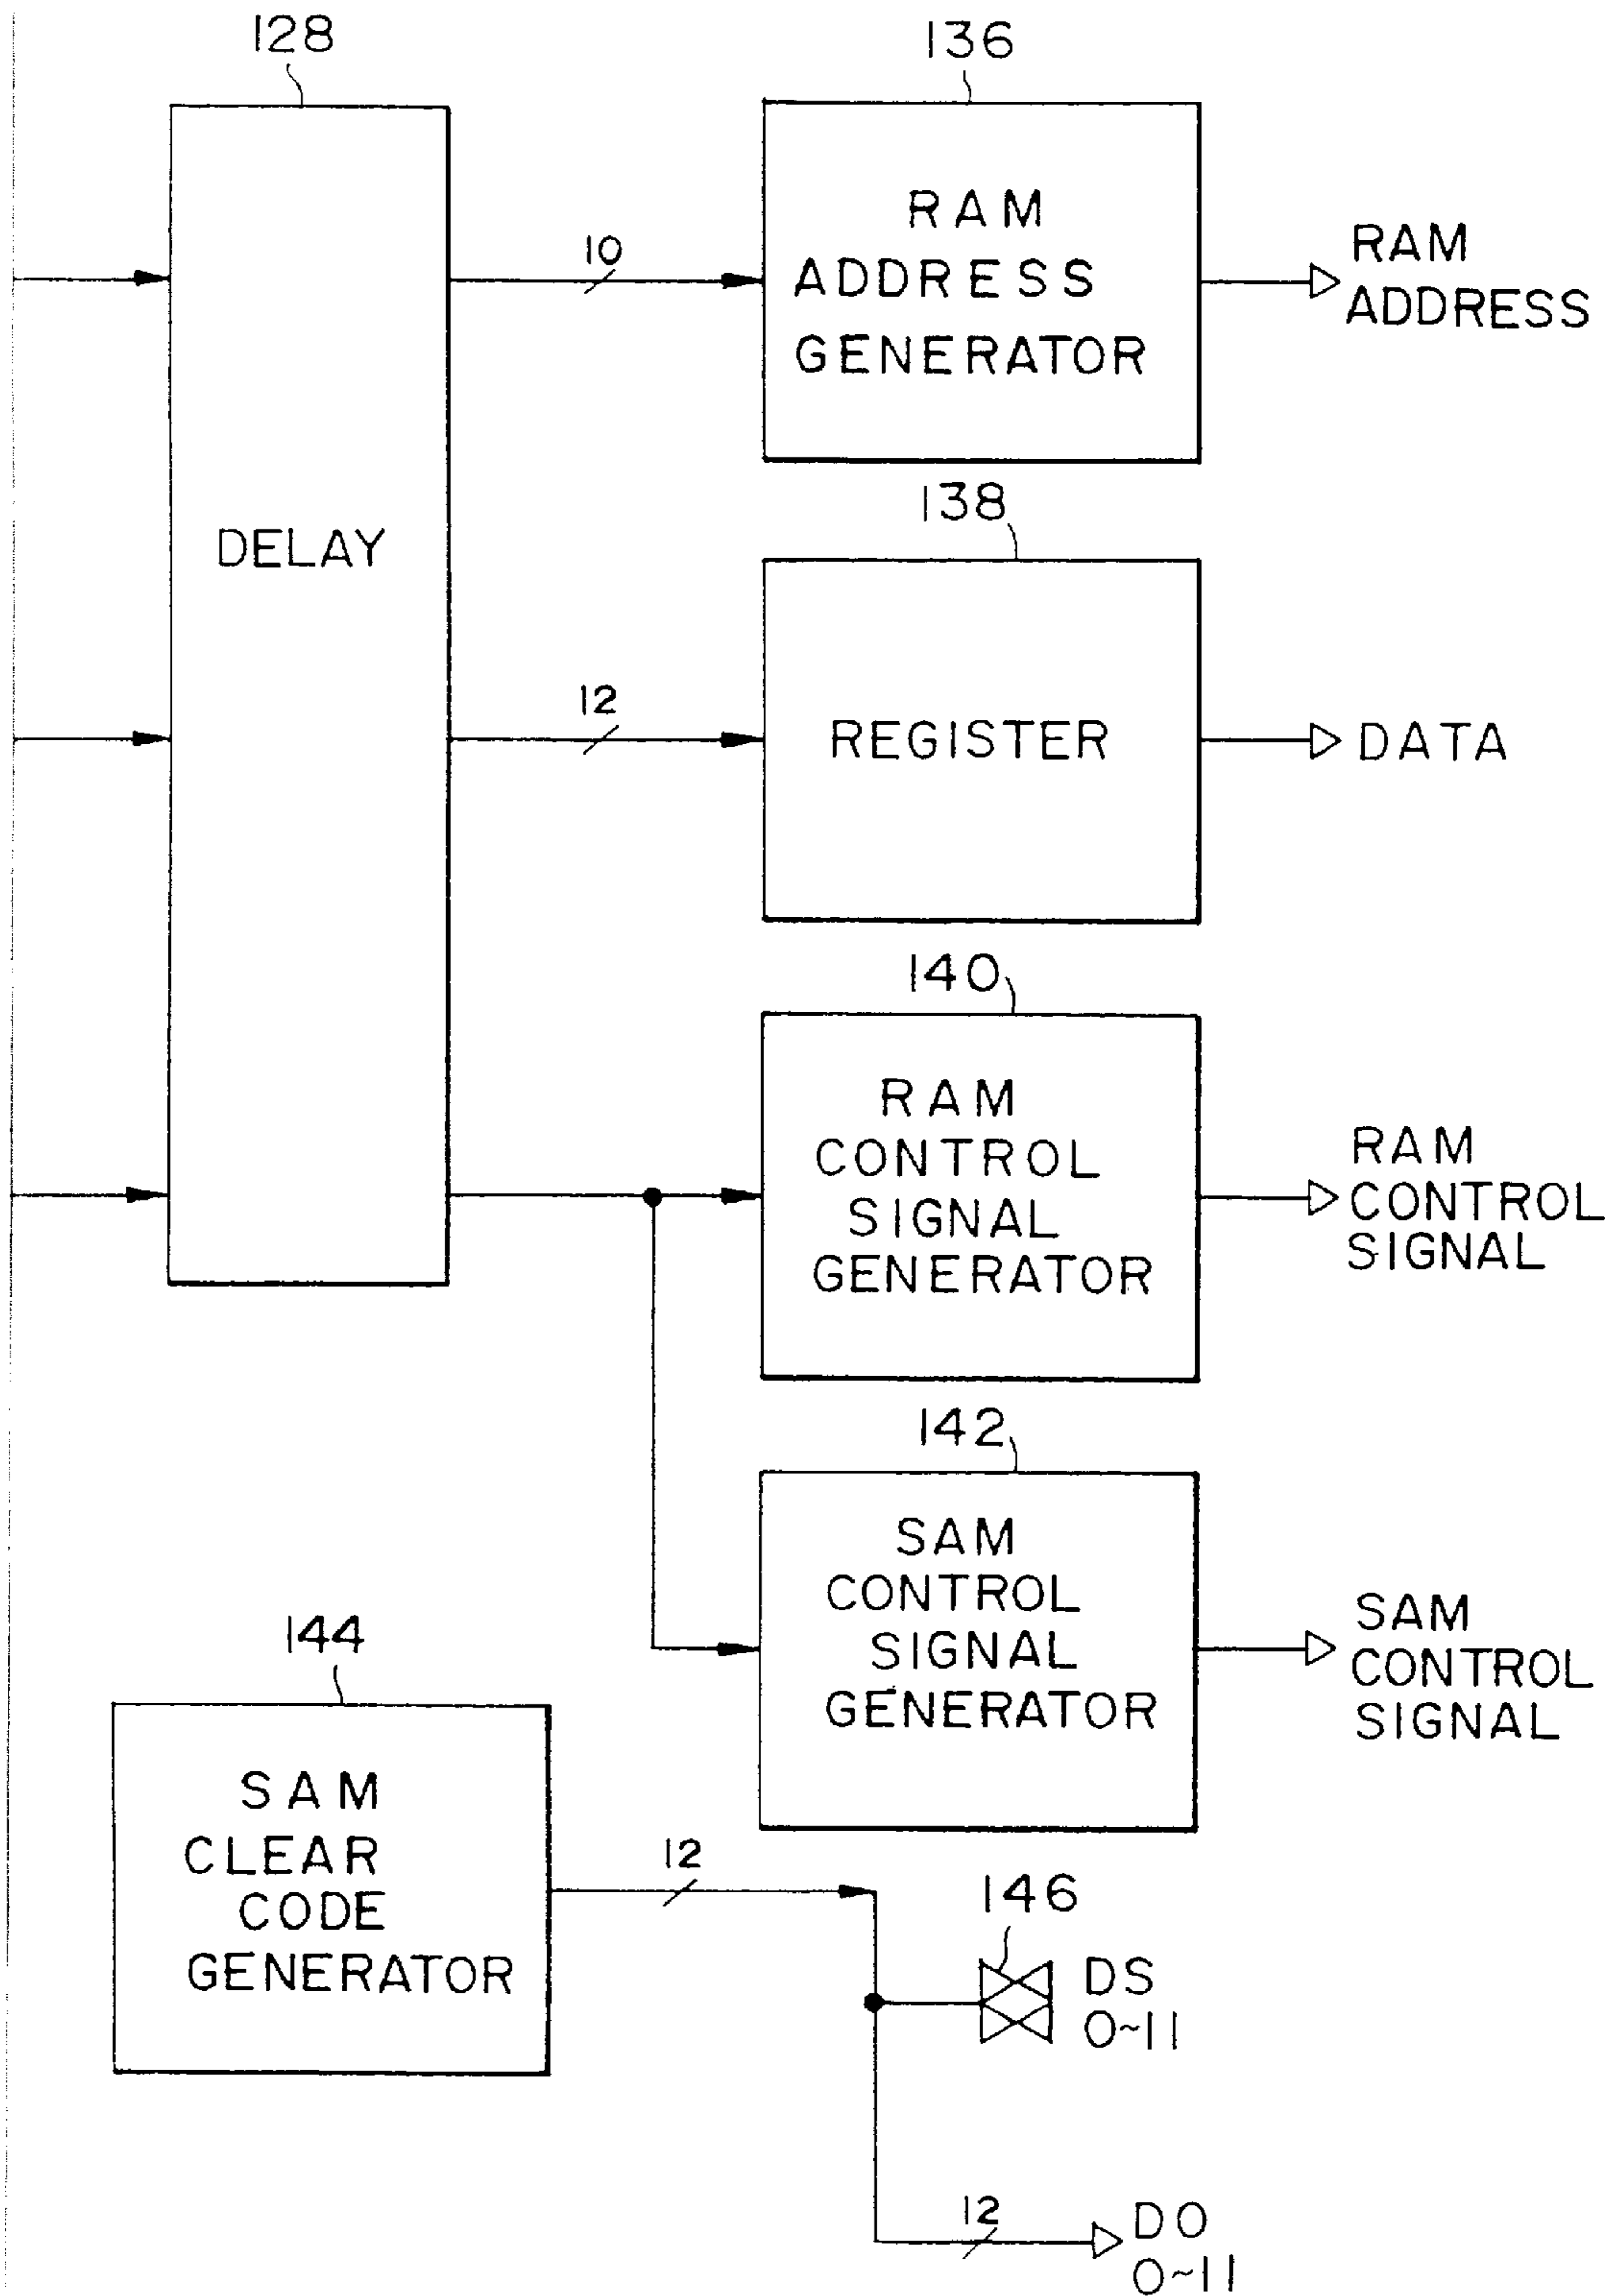 128
136
DELAY
10
RAM
ADDRESS
GENERATOR
RAM
ADDRESS
138
12
REGISTER
DATA
140
RAM
CONTROL
SIGNAL
GENERATOR
RAM
CONTROL
SIGNAL
142
SAM
CONTROL
SIGNAL
GENERATOR
SAM
CONTROL
SIGNAL
144
SAM
CLEAR
CODE
GENERATOR
12
146
DS
0~11
12
DO
0~11